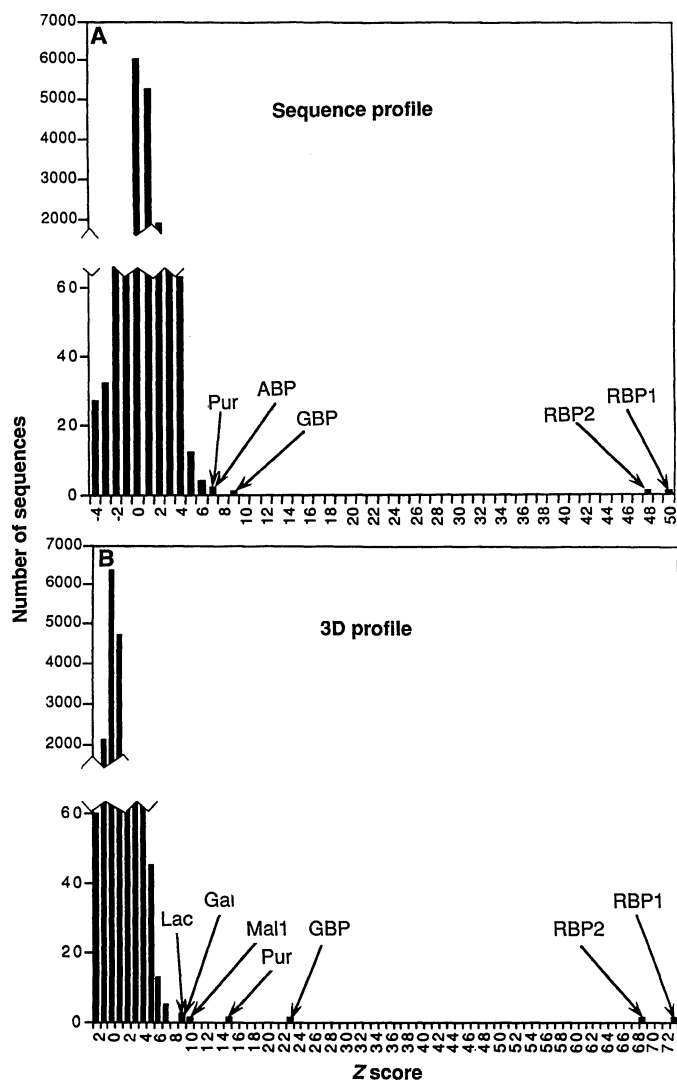 A
Sequence profile
7000
6000
5000
4000
3000
2000
60
40
20
0
Pur
ABP
GBP
RBP2
RBP1
-4 -2 0 2 4 6 8 10 12 14 16 18 20 22 24 26 28 30 32 34 36 38 40 42 44 46 48 50
Number of sequences
B
3D profile
7000
6000
5000
4000
3000
2000
60
40
20
0
Lac
Gal
Mal1
Pur
GBP
RBP2
RBP1
2 0 2 4 6 8 10 12 14 16 18 20 22 24 26 28 30 32 34 36 38 40 42 44 46 48 50 52 54 56 58 60 62 64 66 68 70 72
Z score